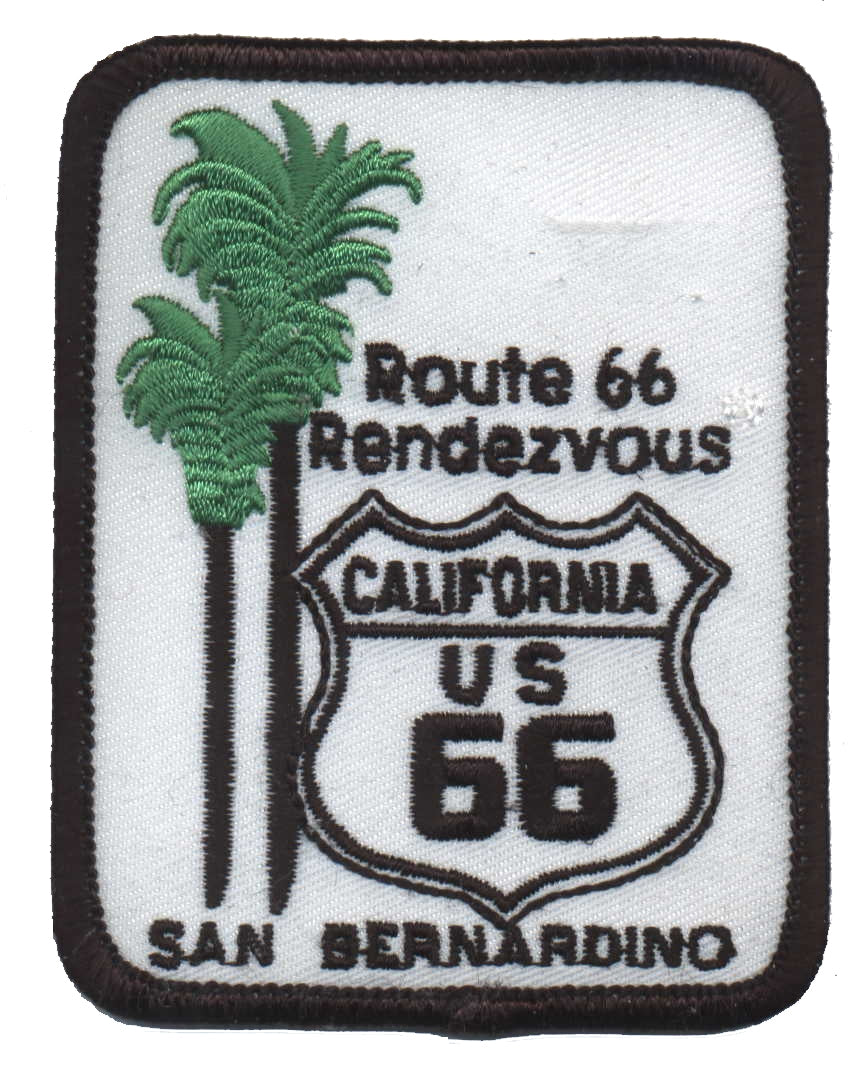 Route 66
Rendezvous
CALIFORNIA
US
66
SAN BERNARDINO